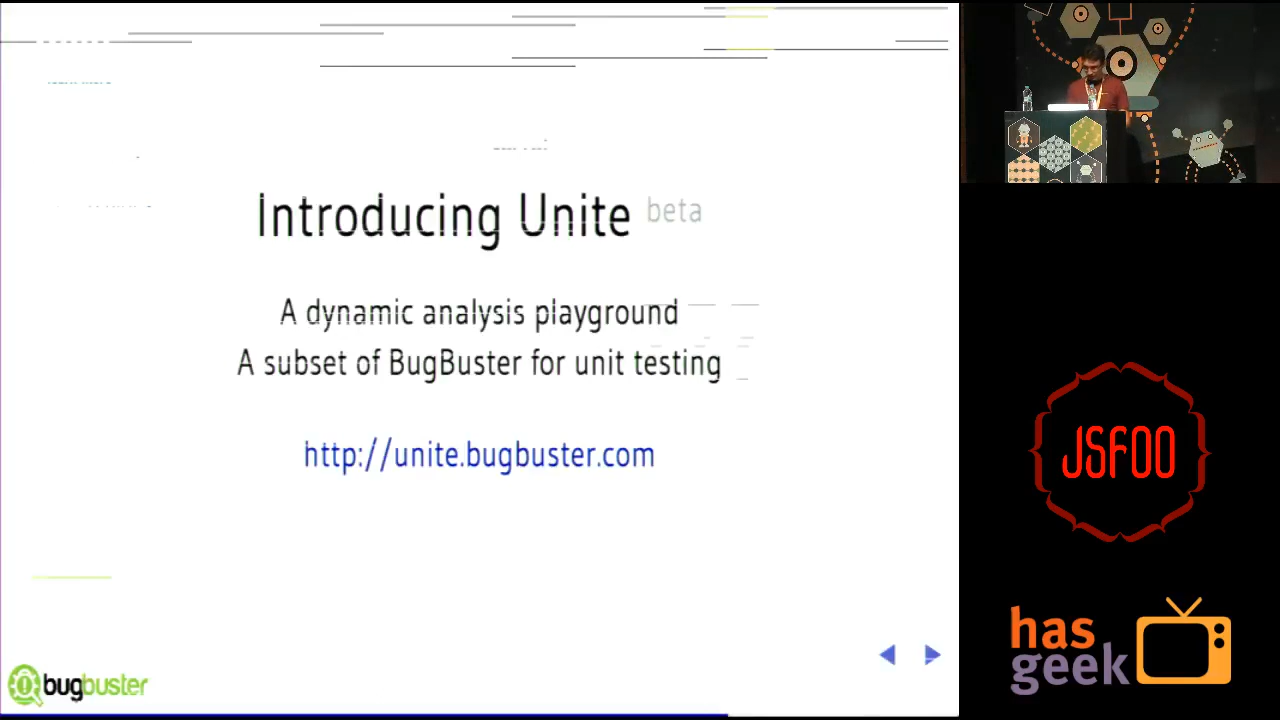 Introducing Unite beta
A dynamic analysis playground
A subset of BugBuster for unit testing
http://unite.bugbuster.com
bugbuster
JSFOO
has
geek